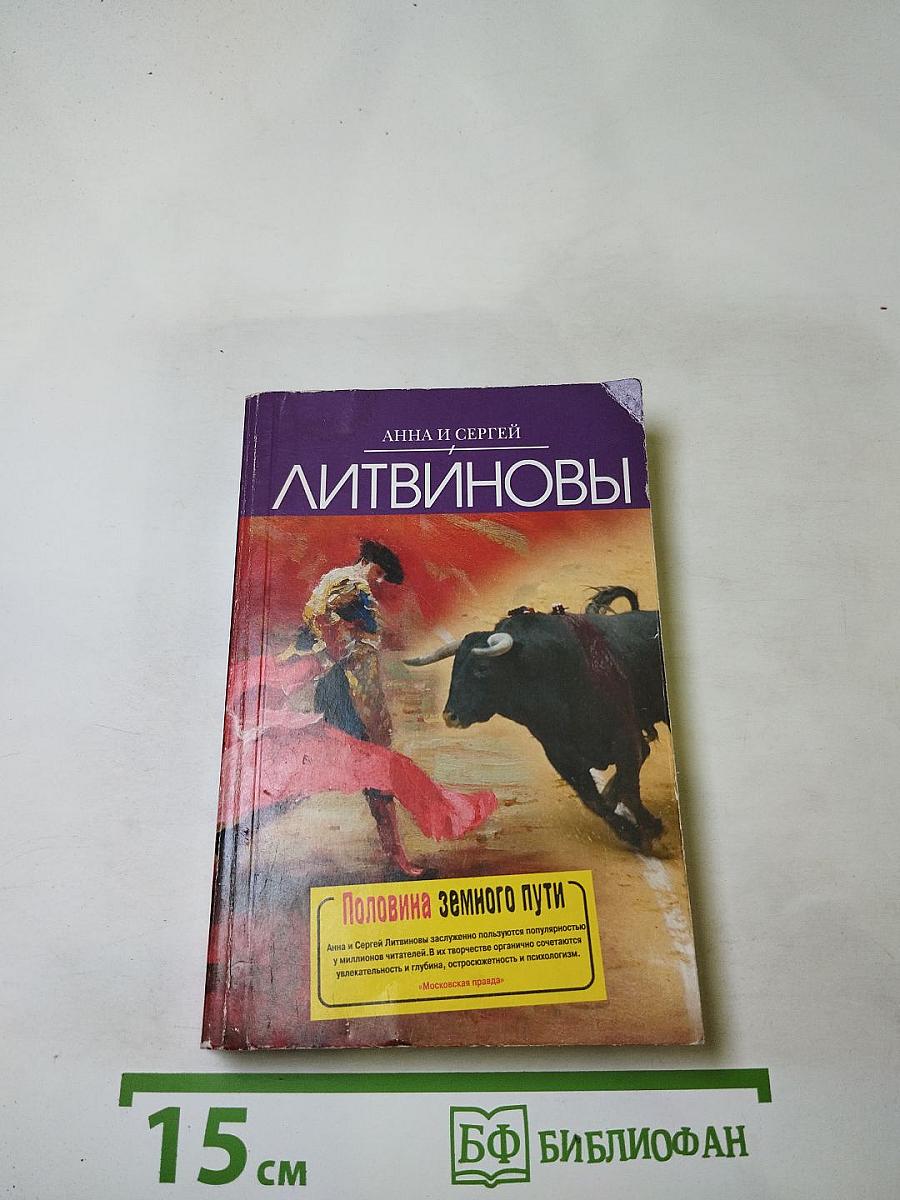 АННА И СЕРГЕЙ
ЛИТВИНОВЫ
Половина земного пути
Анна и Сергей Литвиновы заслуженно пользуются популярностью
у миллионов читателей.В их творчестве органично сочетаются
увлекательность и глубина, остросюжетность и психологизм.
«Московская правда»
15 см
БФ БИБЛИОФАН